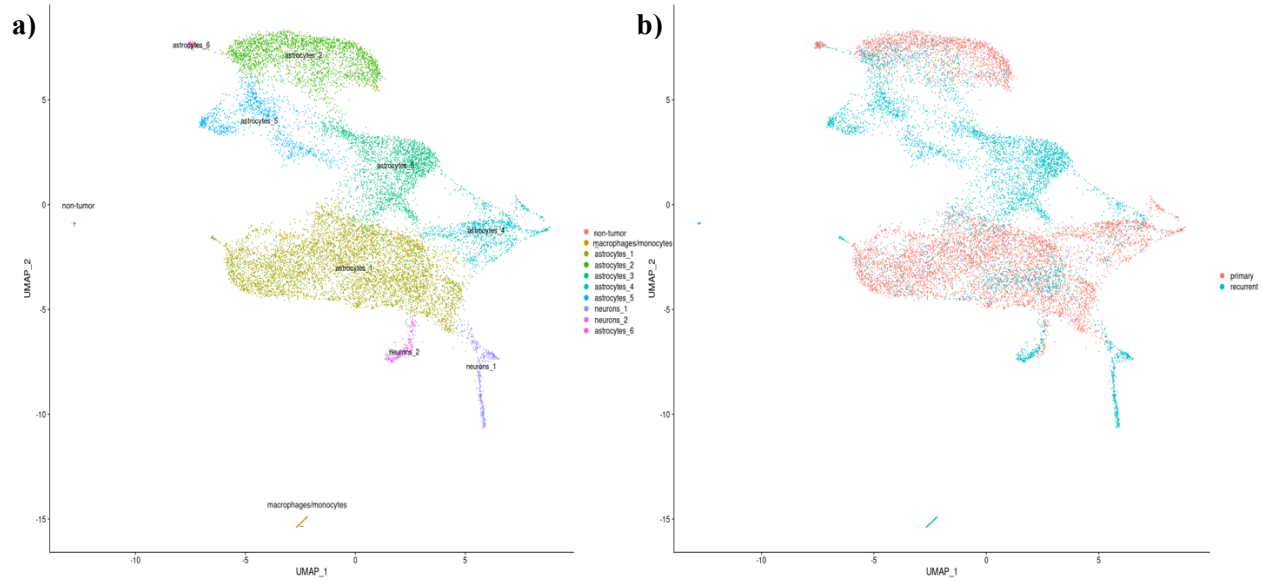 a)
astrocytes_6
astrocytes_2
5
astrocytes_5
astrocytes_3
0
non-tumor
astrocytes_4
astrocytes_1
UMAP_2
-5
neurons_2
neurons_1
-10
macrophages/monocytes
-15
-10
-5
0
5
UMAP_1
non-tumor
macrophages/monocytes
astrocytes_1
astrocytes_2
astrocytes_3
astrocytes_4
astrocytes_5
neurons_1
neurons_2
astrocytes_6
b)
5
0
UMAP_2
-5
-10
-15
-10
-5
0
5
UMAP_1
primary
recurrent